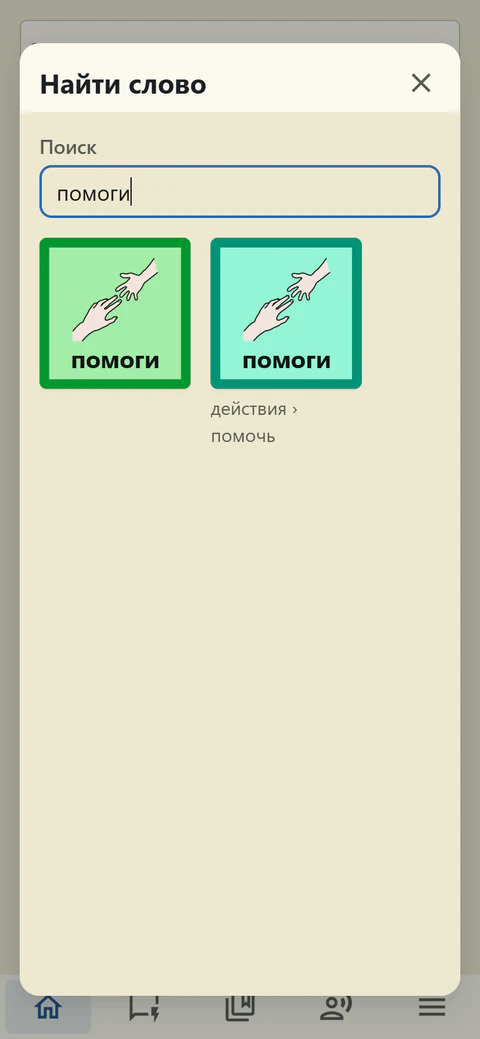 Найти слово
Поиск
помоги
помоги
помоги
действия ›
помочь